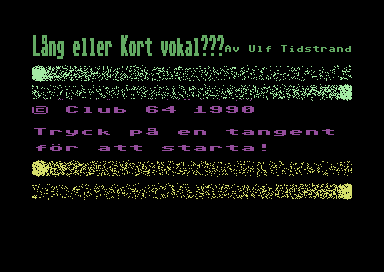 Lång eller Kort vokal???Av Ulf Tidstrand
© Club 64 1990
Tryck på en tangent
för att starta!